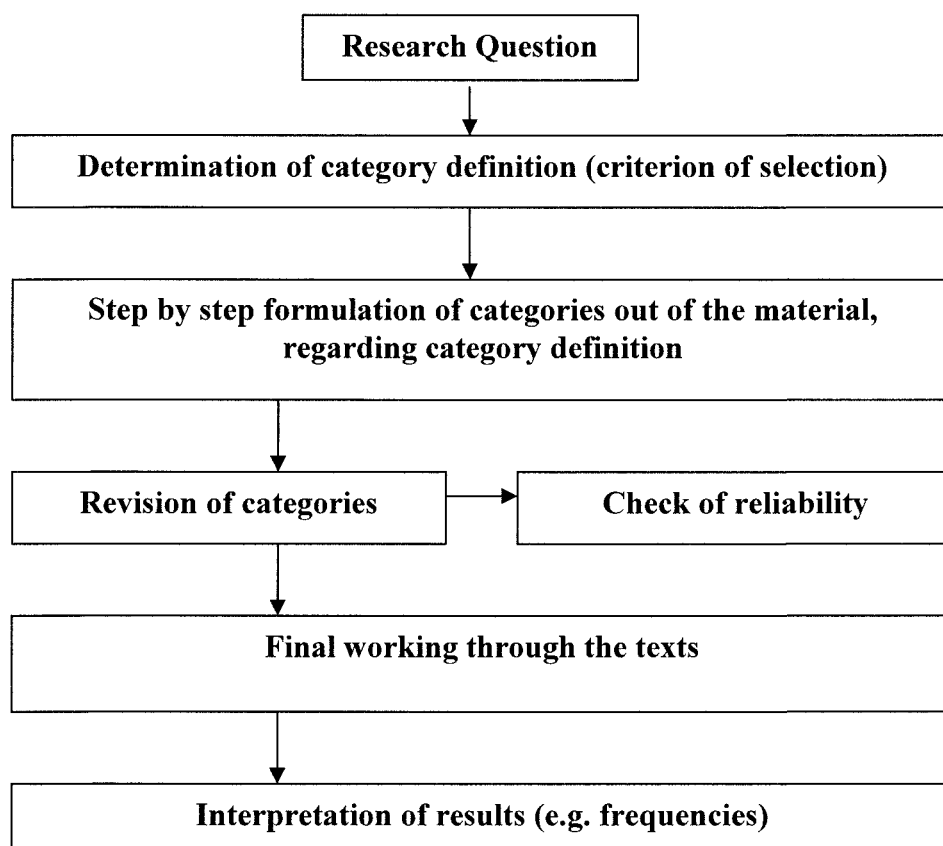 Research Question
Determination of category definition (criterion of selection)
Step by step formulation of categories out of the material,
regarding category definition
Revision of categories
Check of reliability
Final working through the texts
Interpretation of results (e.g. frequencies)